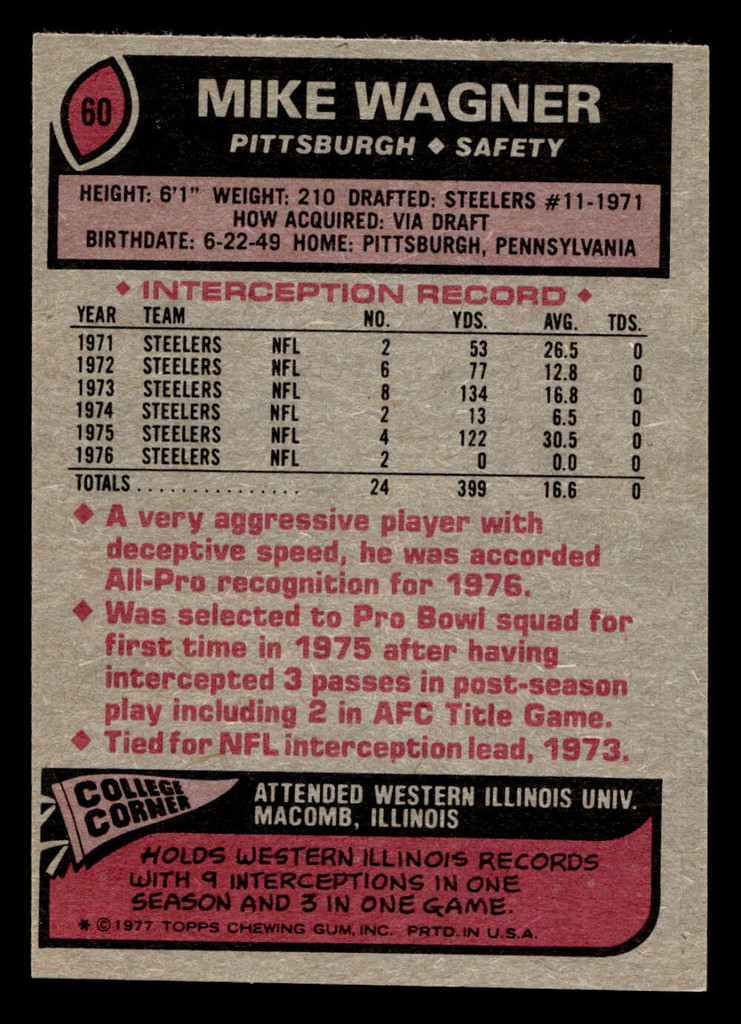 60
MIKE WAGNER
PITTSBURGH ♦ SAFETY
HEIGHT: 6'1" WEIGHT: 210 DRAFTED: STEELERS #11-1971
HOW ACQUIRED: VIA DRAFT
BIRTHDATE: 6-22-49 HOME: PITTSBURGH, PENNSYLVANIA
♦ INTERCEPTION RECORD ♦
YEAR TEAM NO. YDS. AVG. TDS.
1971 STEELERS NFL 2 53 26.5 0
1972 STEELERS NFL 6 77 12.8 0
1973 STEELERS NFL 8 134 16.8 0
1974 STEELERS NFL 2 13 6.5 0
1975 STEELERS NFL 4 122 30.5 0
1976 STEELERS NFL 2 0 0.0 0
TOTALS................ 24 399 16.6 0
♦ A very aggressive player with
deceptive speed, he was accorded
All-Pro recognition for 1976.
♦ Was selected to Pro Bowl squad for
first time in 1975 after having
intercepted 3 passes in post-season
play including 2 in AFC Title Game.
♦ Tied for NFL interception lead, 1973.
COLLEGE
CORNER
ATTENDED WESTERN ILLINOIS UNIV.
MACOMB, ILLINOIS
HOLDS WESTERN ILLINOIS RECORDS
WITH 9 INTERCEPTIONS IN ONE
SEASON AND 3 IN ONE GAME.
* © 1977 TOPPS CHEWING GUM, INC. PRTD. IN U.S.A.